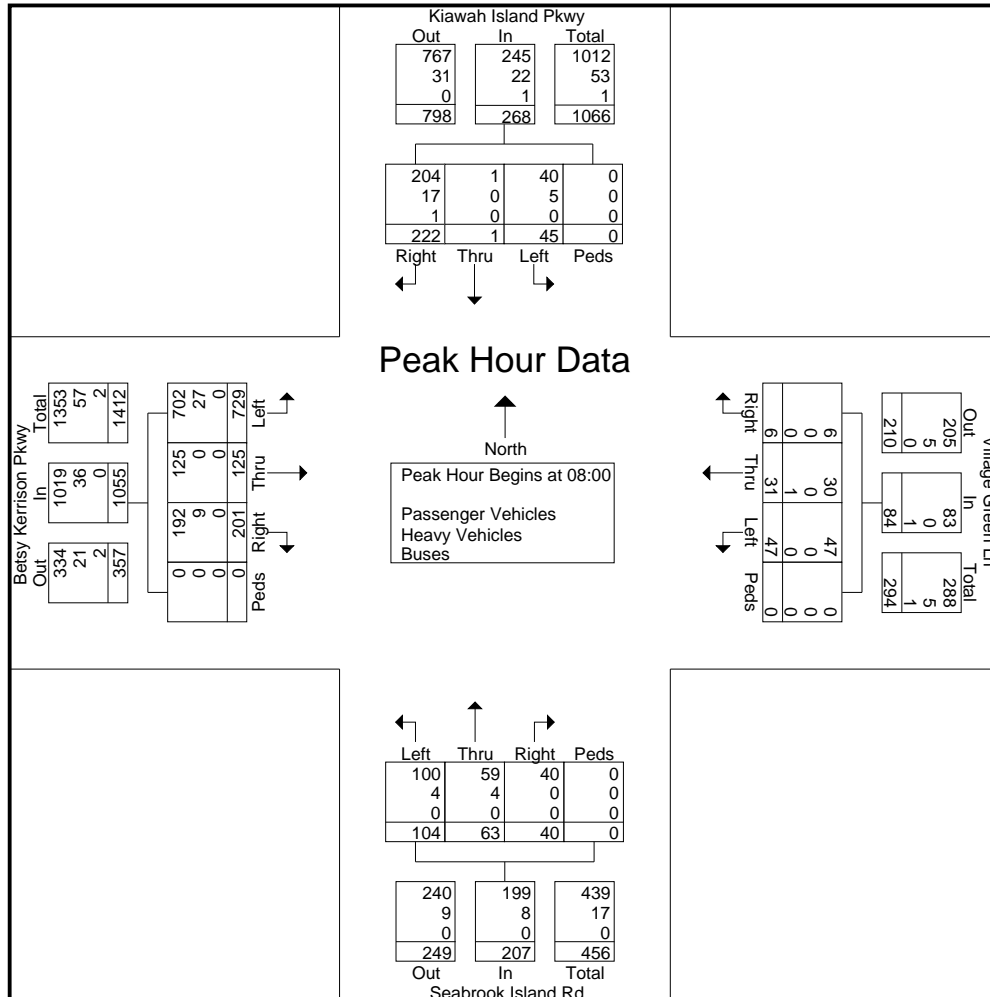 Kiawah Island Pkwy
Out In Total
767 245 1012
31 22 53
0 1 1
798 268 1066
204 1 40 0
17 0 5 0
1 0 0 0
222 1 45 0
Right Thru Left Peds
Peak Hour Data
North
Peak Hour Begins at 08:00
Passenger Vehicles
Heavy Vehicles
Buses
Betsy Kerrison Pkwy
Out In Total
334 1019 1353
21 36 57
2 0 2
357 1055 1412
0 192 125 702
0 9 0 27
0 0 0 0
0 201 125 729
Peds Right Thru Left
Village Green Ln
Out In Total
205 83 288
5 0 5
0 1 1
210 84 294
6 30 47 0
0 0 0 0
0 1 0 0
6 31 47 0
Right Thru Left Peds
Left Thru Right Peds
100 59 40 0
4 4 0 0
0 0 0 0
104 63 40 0
240 199 439
9 8 17
0 0 0
249 207 456
Out In Total
Seabrook Island Rd